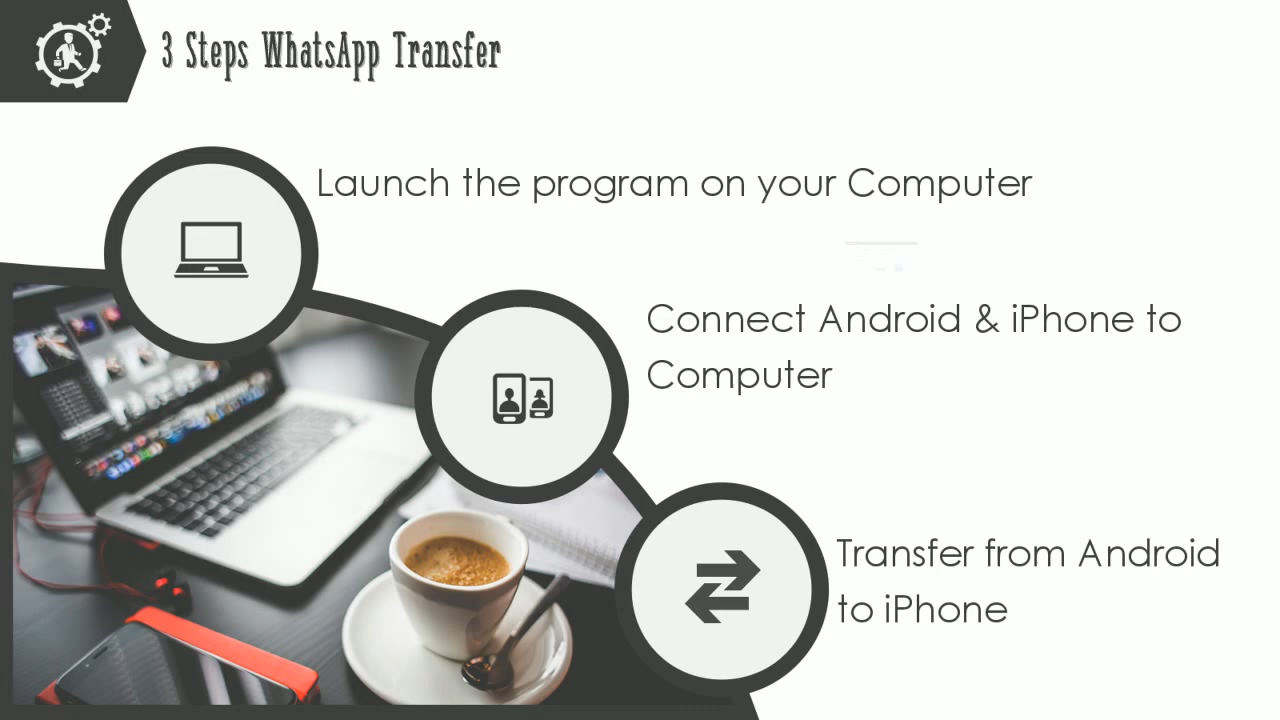 3 Steps WhatsApp Transfer
Launch the program on your Computer
Connect Android & iPhone to
Computer
Transfer from Android
to iPhone